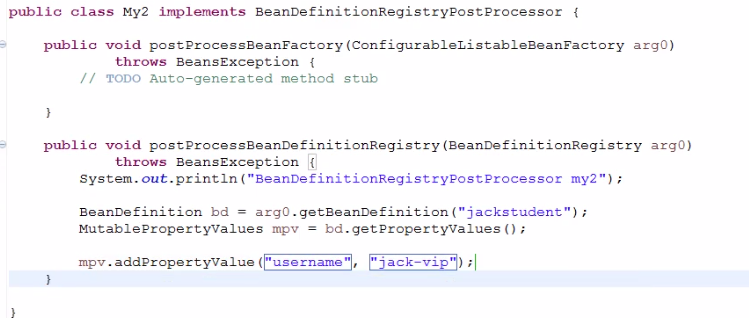 public class My2 implements BeanDefinitionRegistryPostProcessor {
public void postProcessBeanFactory(ConfigurableListableBeanFactory arg0)
throws BeansException {
// TODO Auto-generated method stub
}
public void postProcessBeanDefinitionRegistry(BeanDefinitionRegistry arg0)
throws BeansException {
System.out.println("BeanDefinitionRegistryPostProcessor my2");
BeanDefinition bd = arg0.getBeanDefinition("jackstudent");
MutablePropertyValues mpv = bd.getPropertyValues();
mpv.addPropertyValue("username", "jack-vip");
}
}